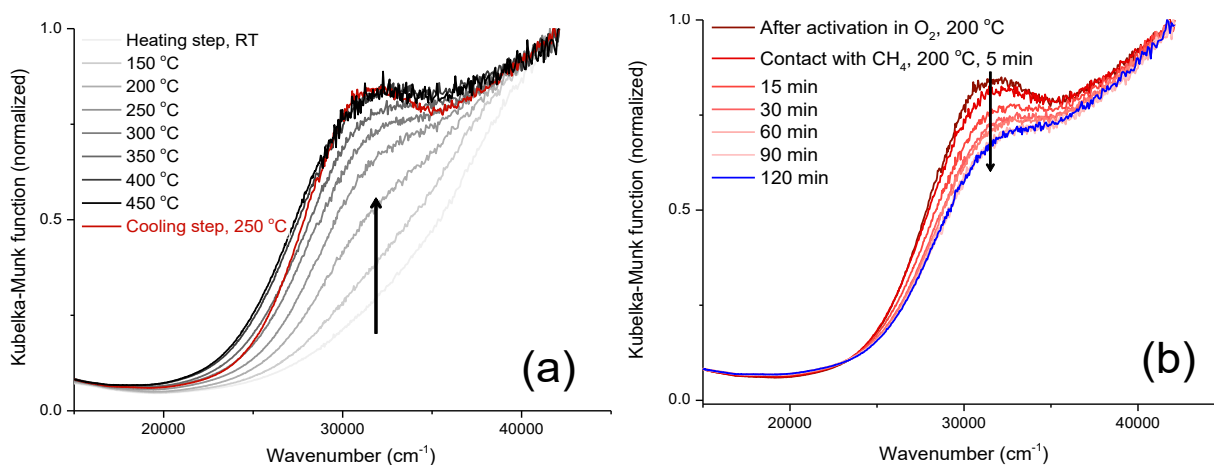 Kubelka-Munk function (normalized)
1.0
0.5
0.0
Heating step, RT
150 °C
200 °C
250 °C
300 °C
350 °C
400 °C
450 °C
Cooling step, 250 °C
(a)
20000
30000
40000
Wavenumber (cm⁻¹)
Kubelka-Munk function (normalized)
1.0
0.5
0.0
After activation in O₂, 200 °C
Contact with CH₄, 200 °C, 5 min
15 min
30 min
60 min
90 min
120 min
(b)
20000
30000
40000
Wavenumber (cm⁻¹)